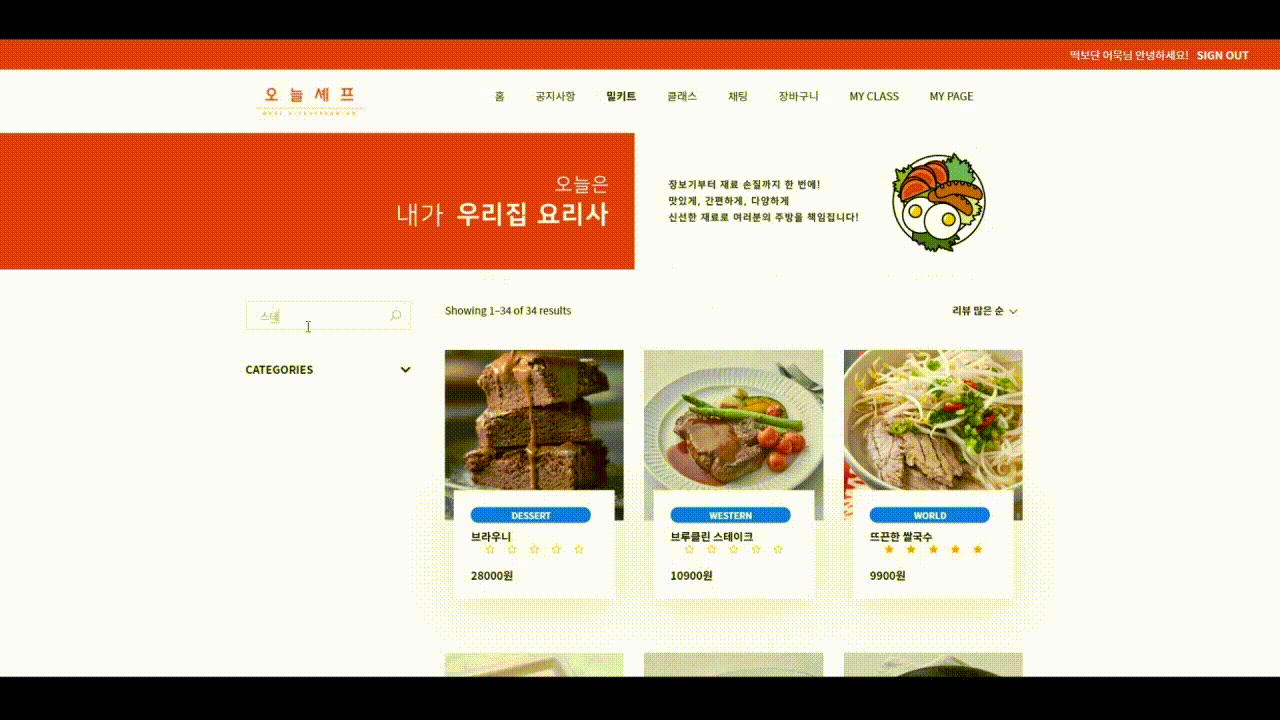 떡보단 어묵님 안녕하세요! SIGN OUT
오늘셰프
홈 공지사항 밀키트 클래스 채팅 장바구니 MY CLASS MY PAGE
오늘은
내가 우리집 요리사
장보기부터 재료 손질까지 한 번에!
맛있게, 간편하게, 다양하게
신선한 재료로 여러분의 주방을 책임집니다!
스테
Showing 1–34 of 34 results
리뷰 많은 순
CATEGORIES
DESSERT
브라우니
28000원
WESTERN
브루클린 스테이크
10900원
WORLD
뜨끈한 쌀국수
9900원